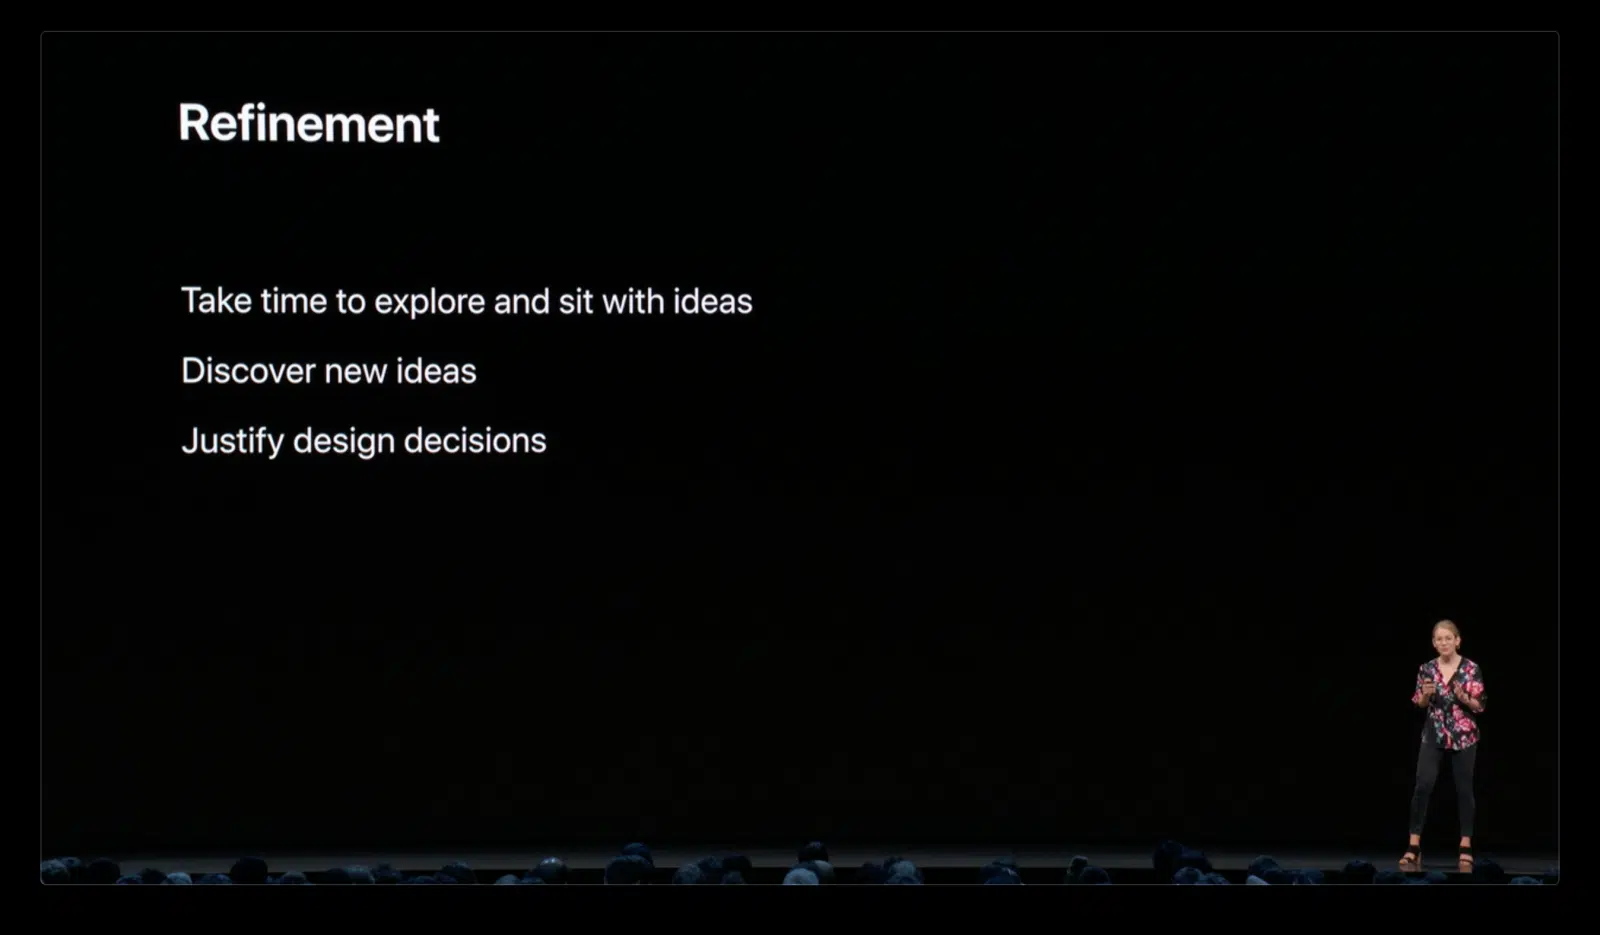 Refinement
Take time to explore and sit with ideas
Discover new ideas
Justify design decisions